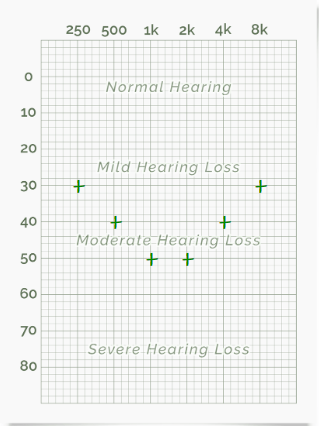 250 500 1k 2k 4k 8k
0
Normal Hearing
10
20
Mild Hearing Loss
30
40
Moderate Hearing Loss
50
60
70
Severe Hearing Loss
80